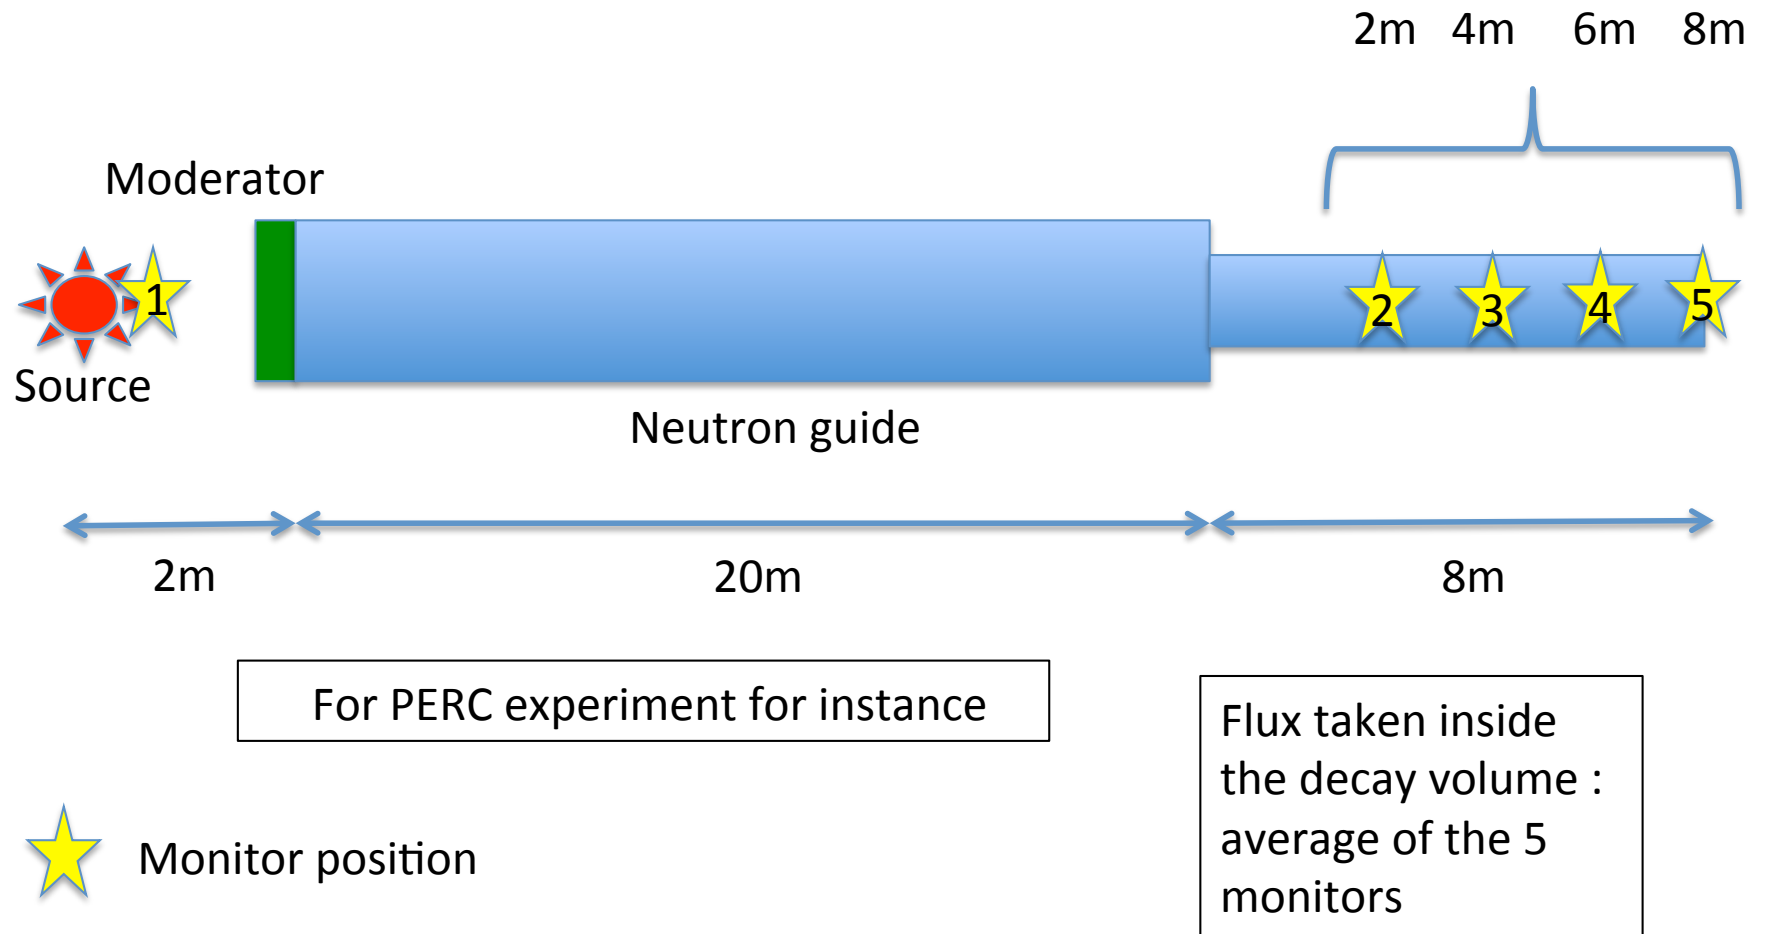 2m 4m 6m 8m
Moderator
1
2 3 4 5
Source
Neutron guide
2m 20m 8m
For PERC experiment for instance
Flux taken inside
the decay volume :
average of the 5
monitors
Monitor position